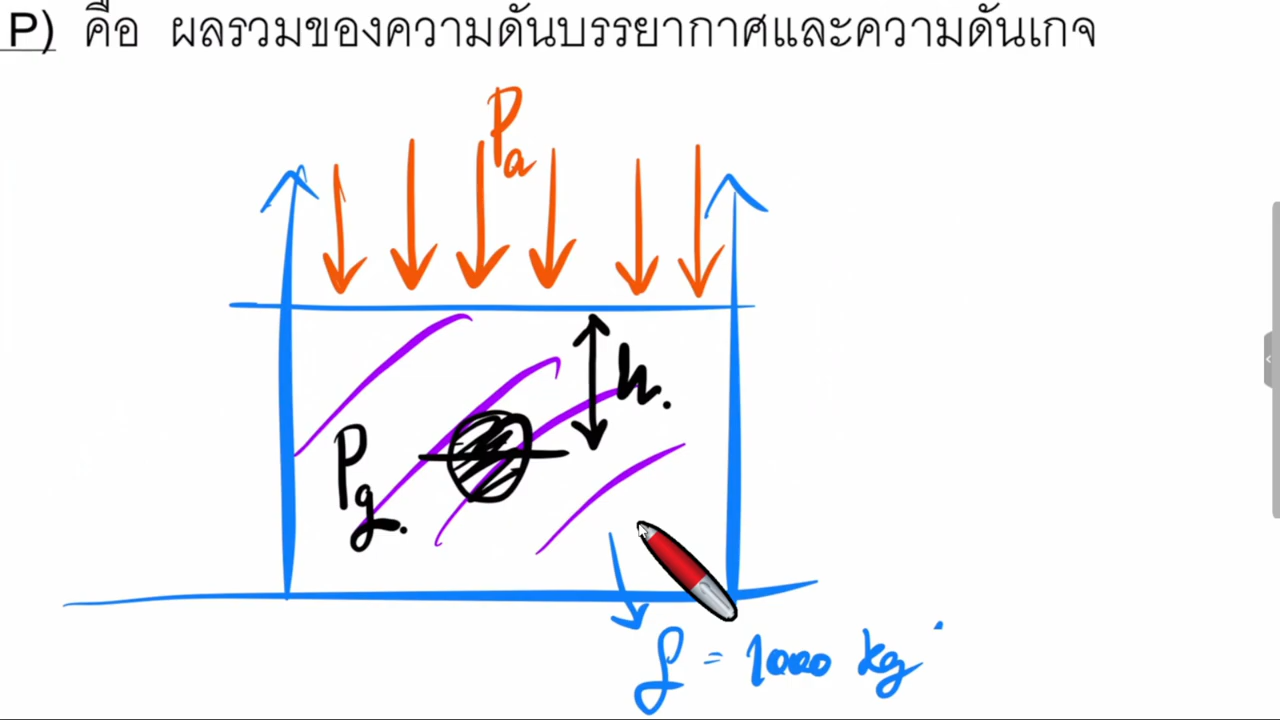 P) คือ ผลรวมของความดันบรรยากาศและความดันเกจ
Pa
h.
Pg.
ρ = 1000 kg